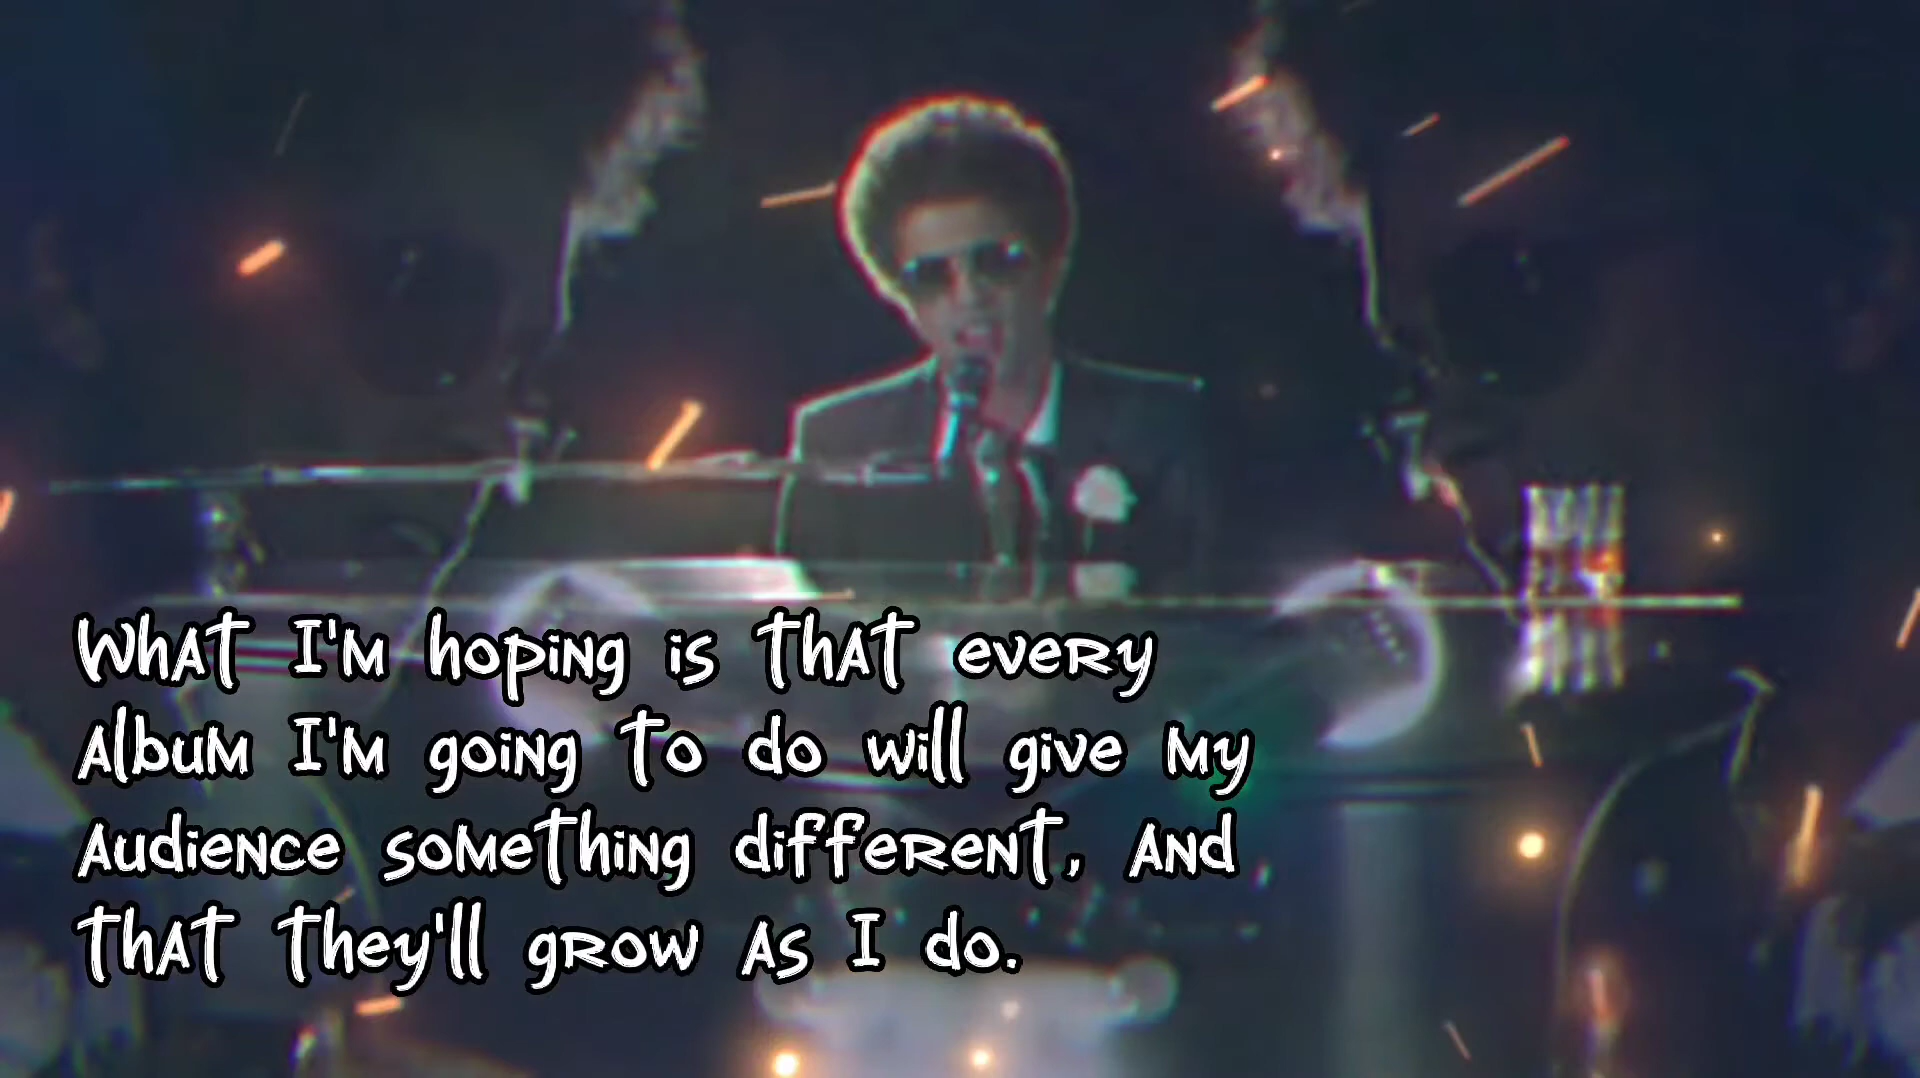 What I'm hoping is that every
album I'm going to do will give my
audience something different, and
that they'll grow as I do.